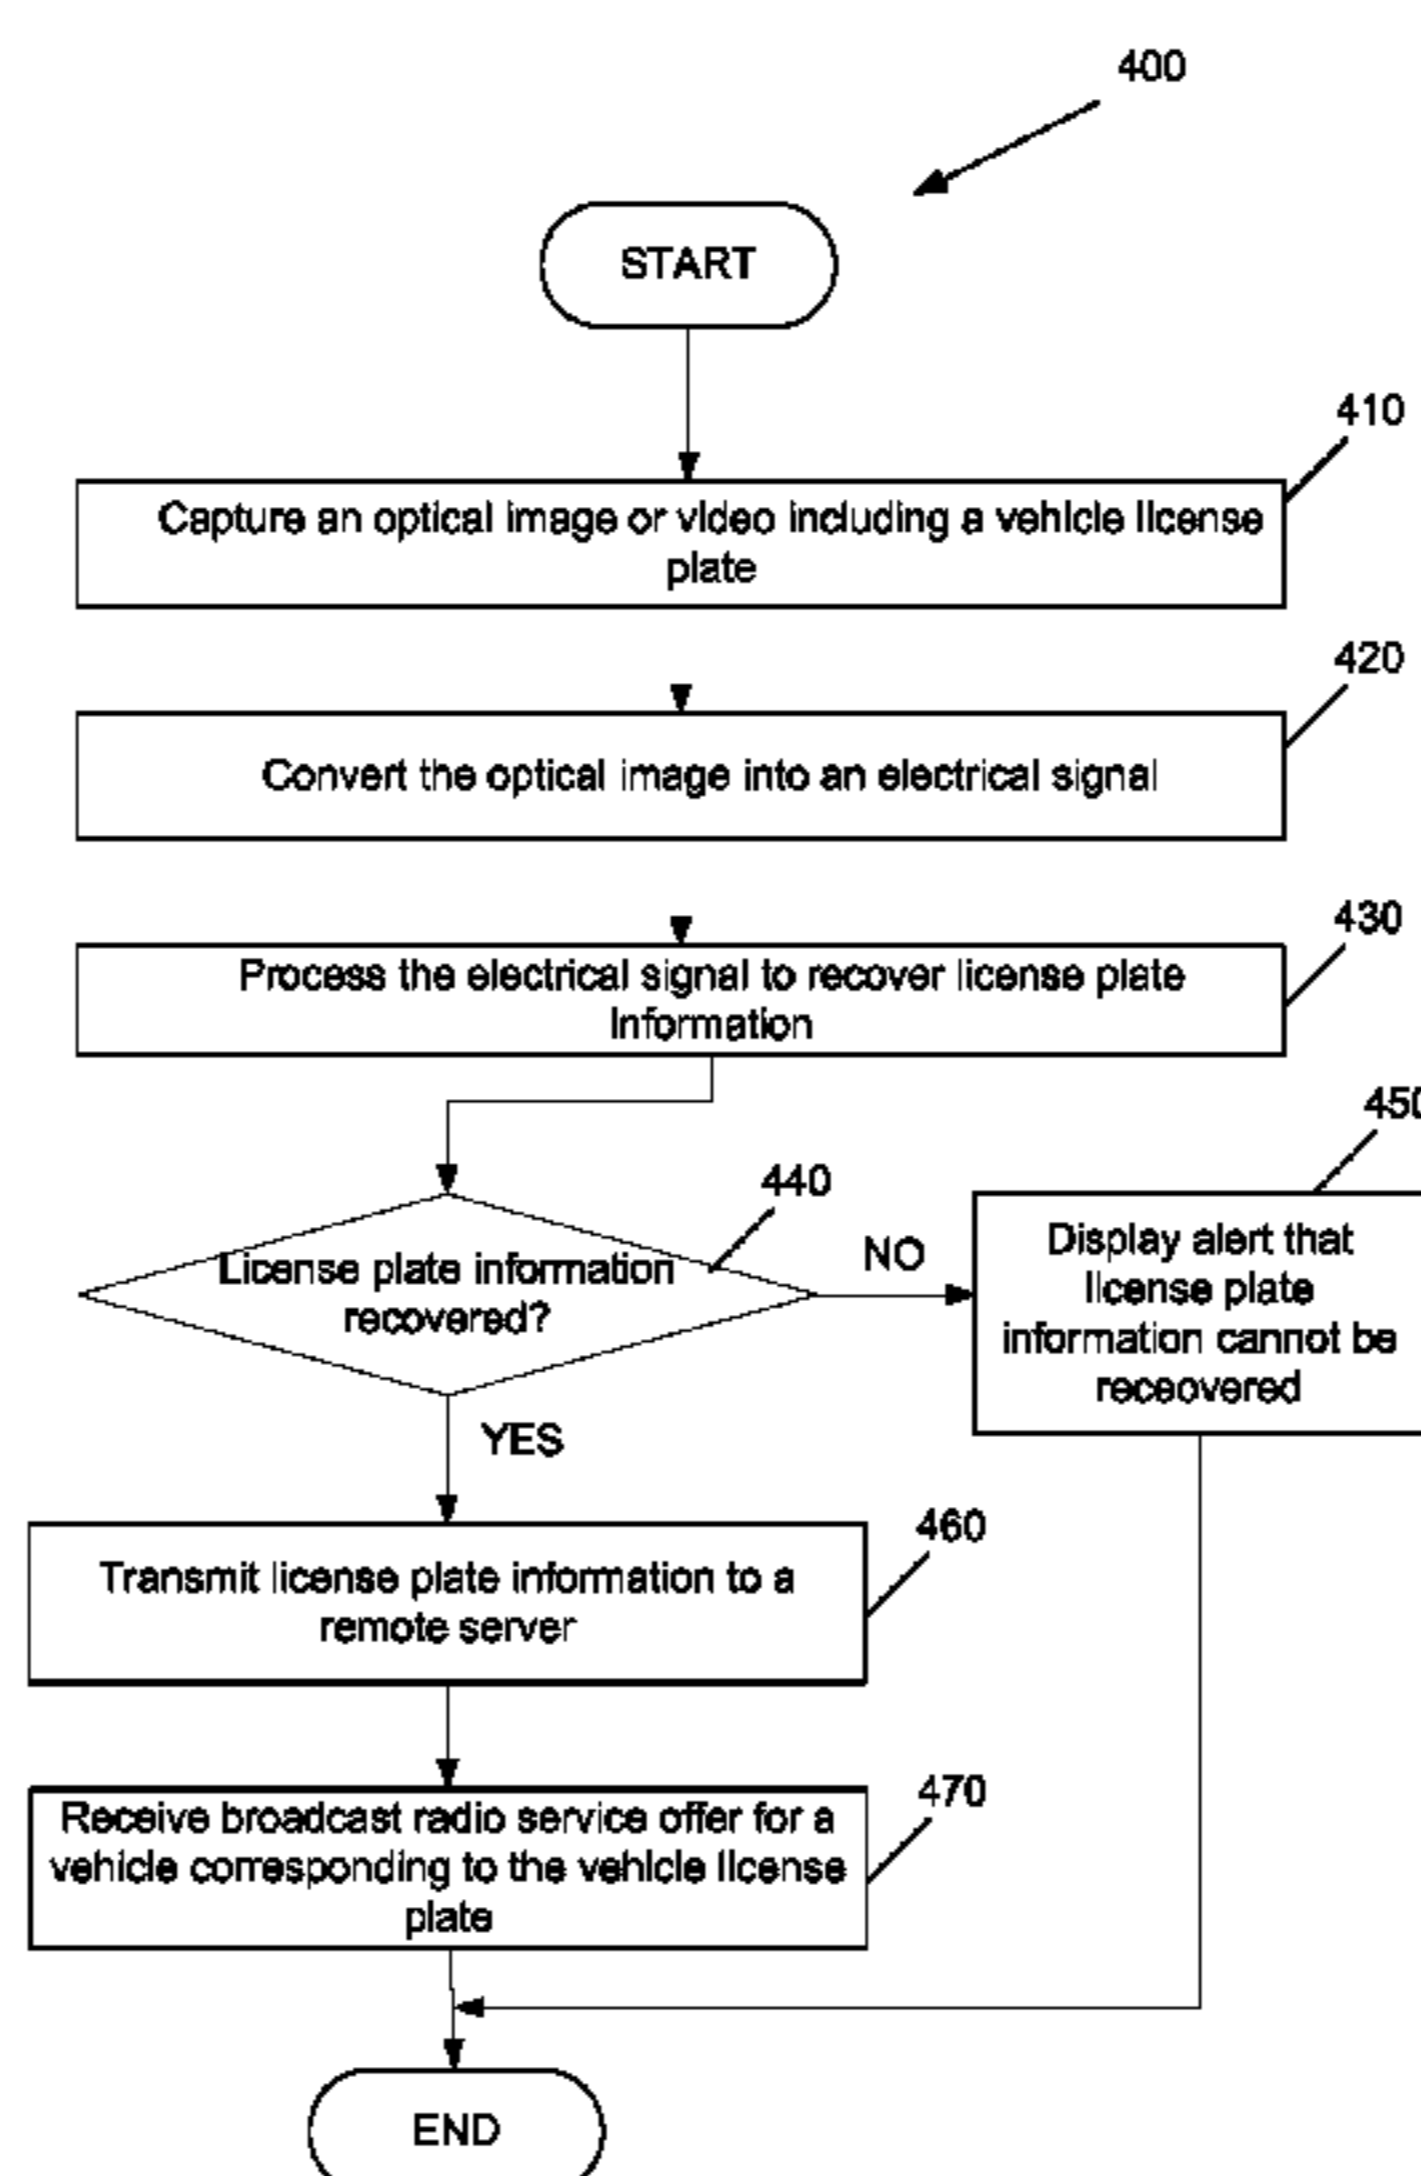 400
START
410
Capture an optical image or video including a vehicle license
plate
420
Convert the optical image into an electrical signal
430
Process the electrical signal to recover license plate
Information
450
440
License plate information
recovered?
NO
Display alert that
license plate
information cannot be
receovered
YES
460
Transmit license plate information to a
remote server
470
Receive broadcast radio service offer for a
vehicle corresponding to the vehicle license
plate
END